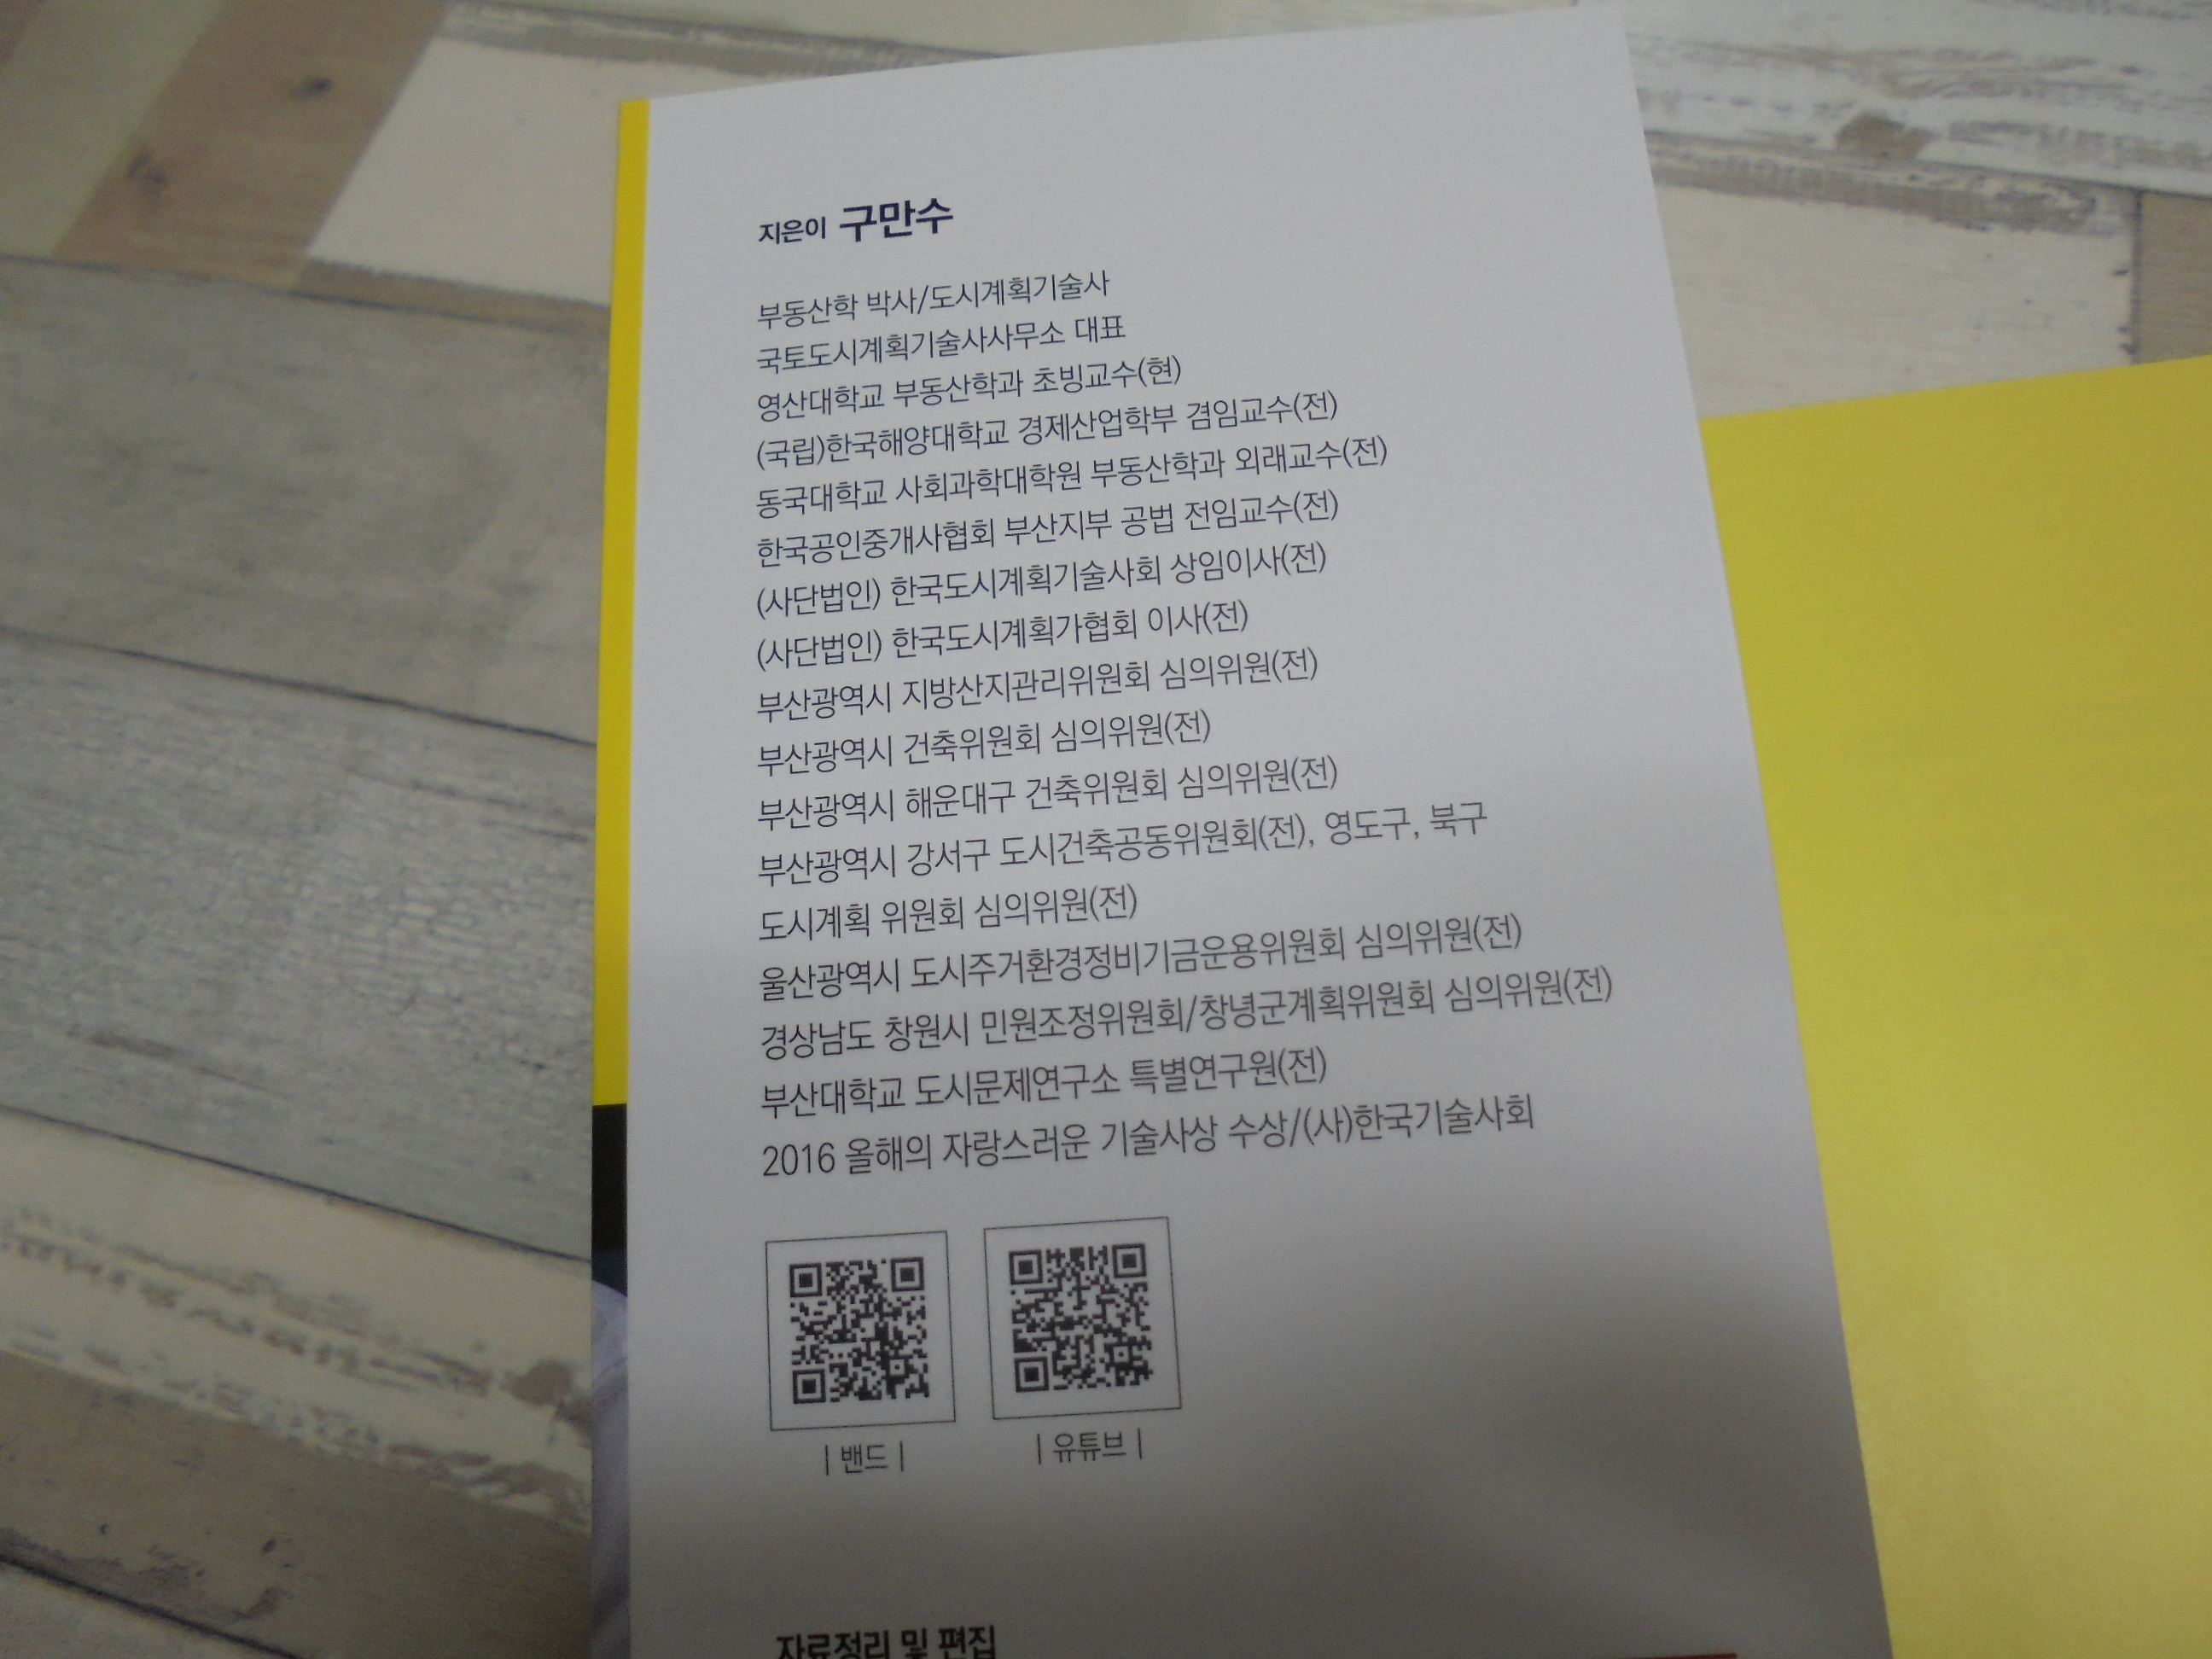 지은이 구만수
부동산학 박사/도시계획기술사
국토도시계획기술사사무소 대표
영산대학교 부동산학과 초빙교수(현)
(국립)한국해양대학교 경제산업학부 겸임교수(전)
동국대학교 사회과학대학원 부동산학과 외래교수(전)
한국공인중개사협회 부산지부 공법 전임교수(전)
(사단법인) 한국도시계획기술사회 상임이사(전)
(사단법인) 한국도시계획가협회 이사(전)
부산광역시 지방산지관리위원회 심의위원(전)
부산광역시 건축위원회 심의위원(전)
부산광역시 해운대구 건축위원회 심의위원(전)
부산광역시 강서구 도시건축공동위원회(전), 영도구, 북구
도시계획 위원회 심의위원(전)
울산광역시 도시주거환경정비기금운용위원회 심의위원(전)
경상남도 창원시 민원조정위원회/창녕군계획위원회 심의위원(전)
부산대학교 도시문제연구소 특별연구원(전)
2016 올해의 자랑스러운 기술사상 수상/(사)한국기술사회
| 밴드 | | 유튜브 |
자료정리 및 편집